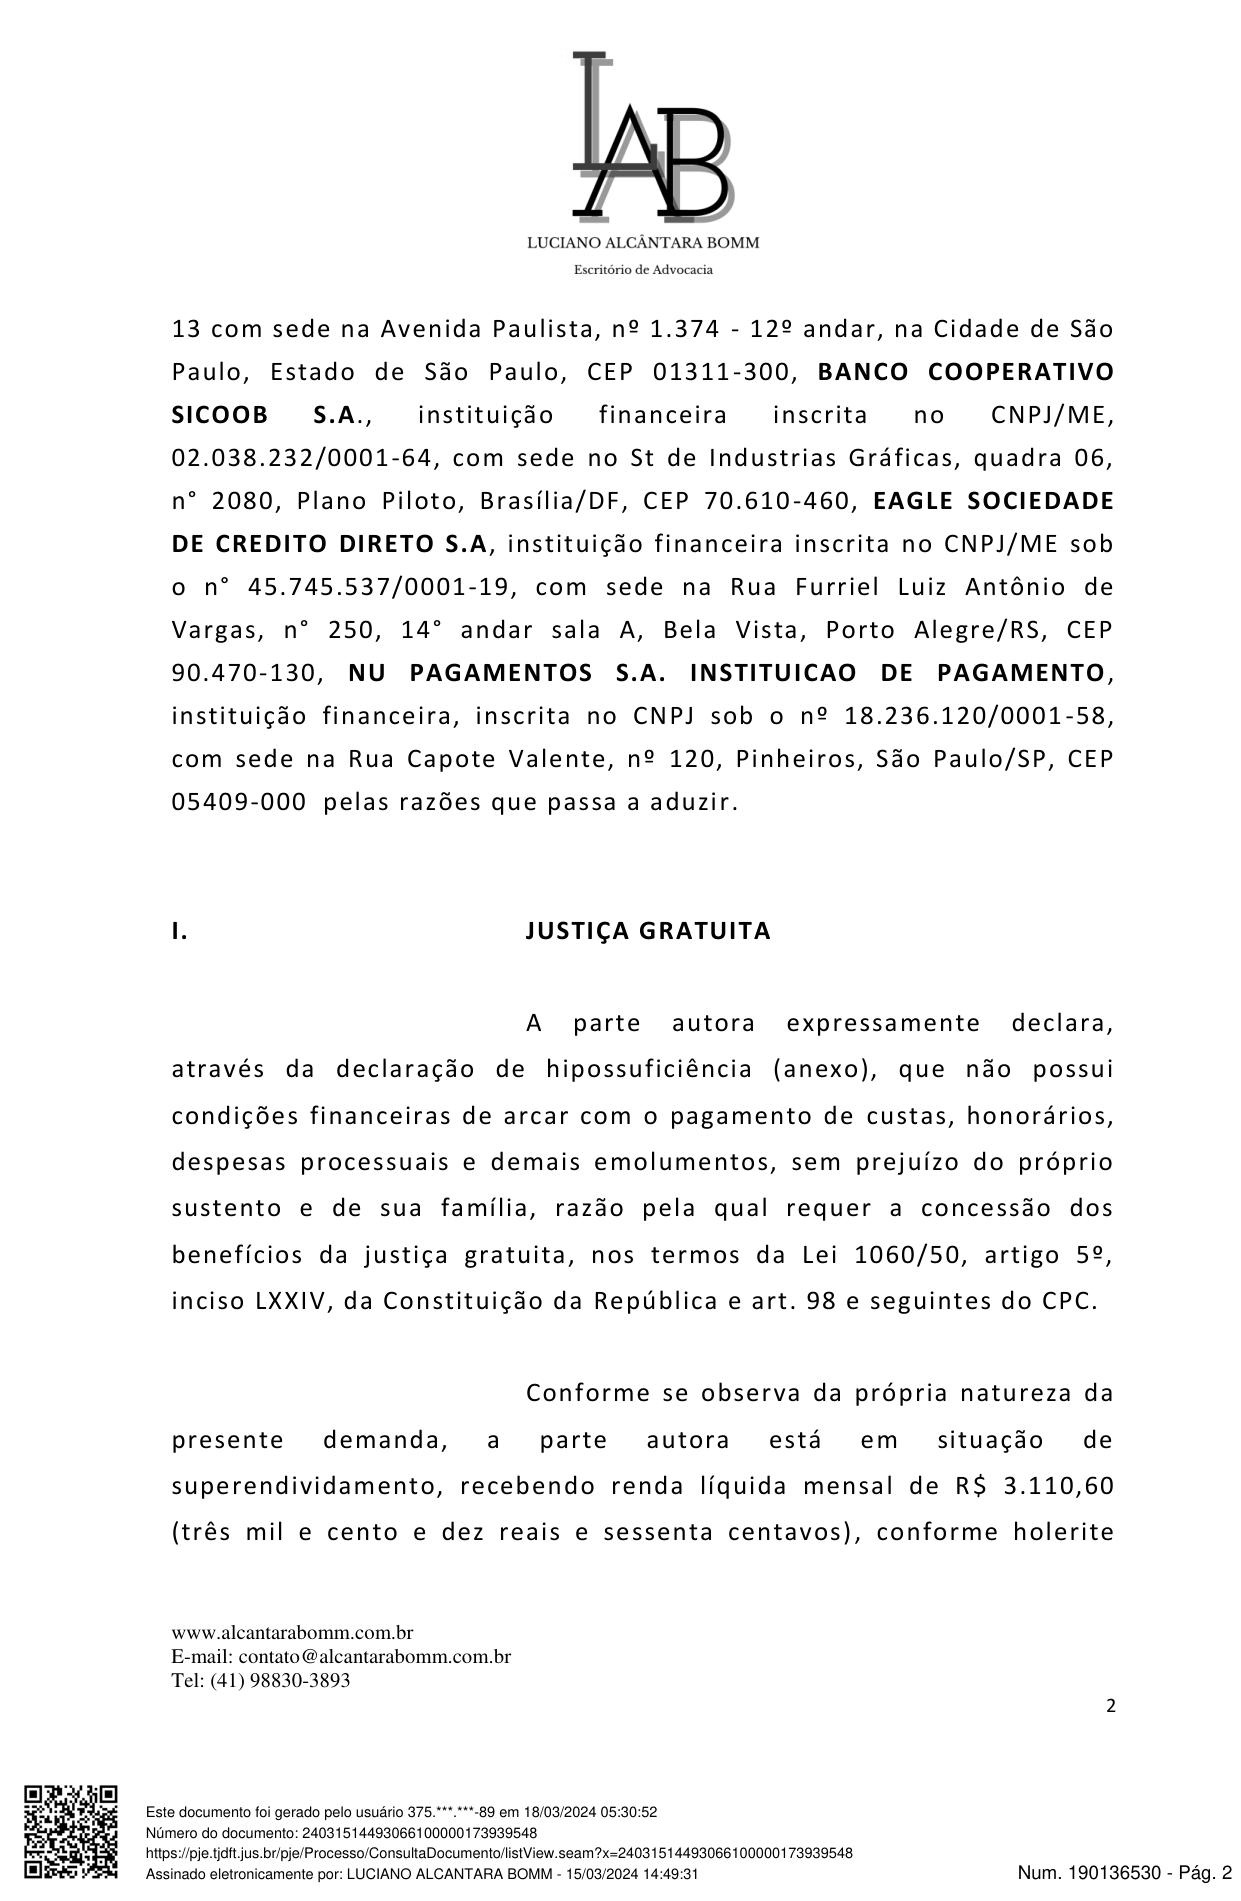 LAB
LUCIANO ALCÂNTARA BOMM
Escritório de Advocacia
13 com sede na Avenida Paulista, nº 1.374 - 12º andar, na Cidade de São
Paulo, Estado de São Paulo, CEP 01311-300, BANCO COOPERATIVO
SICOOB S.A., instituição financeira inscrita no CNPJ/ME,
02.038.232/0001-64, com sede no St de Industrias Gráficas, quadra 06,
n° 2080, Plano Piloto, Brasília/DF, CEP 70.610-460, EAGLE SOCIEDADE
DE CREDITO DIRETO S.A, instituição financeira inscrita no CNPJ/ME sob
o n° 45.745.537/0001-19, com sede na Rua Furriel Luiz Antônio de
Vargas, n° 250, 14° andar sala A, Bela Vista, Porto Alegre/RS, CEP
90.470-130, NU PAGAMENTOS S.A. INSTITUICAO DE PAGAMENTO,
instituição financeira, inscrita no CNPJ sob o nº 18.236.120/0001-58,
com sede na Rua Capote Valente, nº 120, Pinheiros, São Paulo/SP, CEP
05409-000 pelas razões que passa a aduzir.
I. JUSTIÇA GRATUITA
A parte autora expressamente declara,
através da declaração de hipossuficiência (anexo), que não possui
condições financeiras de arcar com o pagamento de custas, honorários,
despesas processuais e demais emolumentos, sem prejuízo do próprio
sustento e de sua família, razão pela qual requer a concessão dos
benefícios da justiça gratuita, nos termos da Lei 1060/50, artigo 5º,
inciso LXXIV, da Constituição da República e art. 98 e seguintes do CPC.
Conforme se observa da própria natureza da
presente demanda, a parte autora está em situação de
superendividamento, recebendo renda líquida mensal de R$ 3.110,60
(três mil e cento e dez reais e sessenta centavos), conforme holerite
www.alcantarabomm.com.br
E-mail: contato@alcantarabomm.com.br
Tel: (41) 98830-3893
2
Este documento foi gerado pelo usuário 375.***.***-89 em 18/03/2024 05:30:52
Número do documento: 24031514493066100000173939548
https://pje.tjdft.jus.br/pje/Processo/ConsultaDocumento/listView.seam?x=24031514493066100000173939548
Assinado eletronicamente por: LUCIANO ALCANTARA BOMM - 15/03/2024 14:49:31
Num. 190136530 - Pág. 2